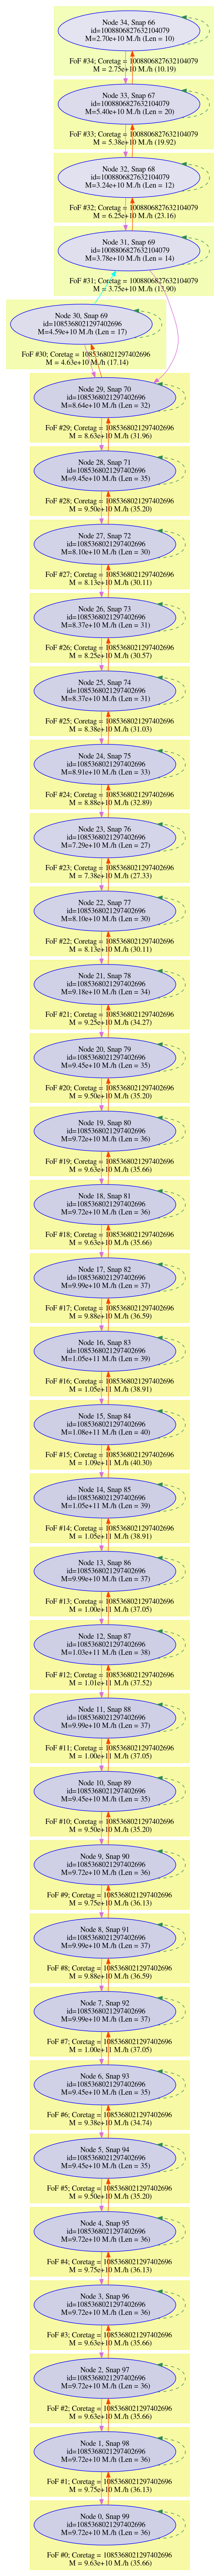 Node 34, Snap 66
id=1008806827632104079
M=2.70e+10 M./h (Len = 10)
FoF #34; Coretag = 1008806827632104079
M = 2.75e+10 M./h (10.19)
Node 33, Snap 67
id=1008806827632104079
M=5.40e+10 M./h (Len = 20)
FoF #33; Coretag = 1008806827632104079
M = 5.38e+10 M./h (19.92)
Node 32, Snap 68
id=1008806827632104079
M=3.24e+10 M./h (Len = 12)
FoF #32; Coretag = 1008806827632104079
M = 6.25e+10 M./h (23.16)
Node 31, Snap 69
id=1008806827632104079
M=3.78e+10 M./h (Len = 14)
FoF #31; Coretag = 1008806827632104079
M = 3.75e+10 M./h (13.90)
Node 30, Snap 69
id=1085368021297402696
M=4.59e+10 M./h (Len = 17)
FoF #30; Coretag = 1085368021297402696
M = 4.63e+10 M./h (17.14)
Node 29, Snap 70
id=1085368021297402696
M=8.64e+10 M./h (Len = 32)
FoF #29; Coretag = 1085368021297402696
M = 8.63e+10 M./h (31.96)
Node 28, Snap 71
id=1085368021297402696
M=9.45e+10 M./h (Len = 35)
FoF #28; Coretag = 1085368021297402696
M = 9.50e+10 M./h (35.20)
Node 27, Snap 72
id=1085368021297402696
M=8.10e+10 M./h (Len = 30)
FoF #27; Coretag = 1085368021297402696
M = 8.13e+10 M./h (30.11)
Node 26, Snap 73
id=1085368021297402696
M=8.37e+10 M./h (Len = 31)
FoF #26; Coretag = 1085368021297402696
M = 8.25e+10 M./h (30.57)
Node 25, Snap 74
id=1085368021297402696
M=8.37e+10 M./h (Len = 31)
FoF #25; Coretag = 1085368021297402696
M = 8.38e+10 M./h (31.03)
Node 24, Snap 75
id=1085368021297402696
M=8.91e+10 M./h (Len = 33)
FoF #24; Coretag = 1085368021297402696
M = 8.88e+10 M./h (32.89)
Node 23, Snap 76
id=1085368021297402696
M=7.29e+10 M./h (Len = 27)
FoF #23; Coretag = 1085368021297402696
M = 7.38e+10 M./h (27.33)
Node 22, Snap 77
id=1085368021297402696
M=8.10e+10 M./h (Len = 30)
FoF #22; Coretag = 1085368021297402696
M = 8.13e+10 M./h (30.11)
Node 21, Snap 78
id=1085368021297402696
M=9.18e+10 M./h (Len = 34)
FoF #21; Coretag = 1085368021297402696
M = 9.25e+10 M./h (34.27)
Node 20, Snap 79
id=1085368021297402696
M=9.45e+10 M./h (Len = 35)
FoF #20; Coretag = 1085368021297402696
M = 9.50e+10 M./h (35.20)
Node 19, Snap 80
id=1085368021297402696
M=9.72e+10 M./h (Len = 36)
FoF #19; Coretag = 1085368021297402696
M = 9.63e+10 M./h (35.66)
Node 18, Snap 81
id=1085368021297402696
M=9.72e+10 M./h (Len = 36)
FoF #18; Coretag = 1085368021297402696
M = 9.63e+10 M./h (35.66)
Node 17, Snap 82
id=1085368021297402696
M=9.99e+10 M./h (Len = 37)
FoF #17; Coretag = 1085368021297402696
M = 9.88e+10 M./h (36.59)
Node 16, Snap 83
id=1085368021297402696
M=1.05e+11 M./h (Len = 39)
FoF #16; Coretag = 1085368021297402696
M = 1.05e+11 M./h (38.91)
Node 15, Snap 84
id=1085368021297402696
M=1.08e+11 M./h (Len = 40)
FoF #15; Coretag = 1085368021297402696
M = 1.09e+11 M./h (40.30)
Node 14, Snap 85
id=1085368021297402696
M=1.05e+11 M./h (Len = 39)
FoF #14; Coretag = 1085368021297402696
M = 1.05e+11 M./h (38.91)
Node 13, Snap 86
id=1085368021297402696
M=9.99e+10 M./h (Len = 37)
FoF #13; Coretag = 1085368021297402696
M = 1.00e+11 M./h (37.05)
Node 12, Snap 87
id=1085368021297402696
M=1.03e+11 M./h (Len = 38)
FoF #12; Coretag = 1085368021297402696
M = 1.01e+11 M./h (37.52)
Node 11, Snap 88
id=1085368021297402696
M=9.99e+10 M./h (Len = 37)
FoF #11; Coretag = 1085368021297402696
M = 1.00e+11 M./h (37.05)
Node 10, Snap 89
id=1085368021297402696
M=9.45e+10 M./h (Len = 35)
FoF #10; Coretag = 1085368021297402696
M = 9.50e+10 M./h (35.20)
Node 9, Snap 90
id=1085368021297402696
M=9.72e+10 M./h (Len = 36)
FoF #9; Coretag = 1085368021297402696
M = 9.75e+10 M./h (36.13)
Node 8, Snap 91
id=1085368021297402696
M=9.99e+10 M./h (Len = 37)
FoF #8; Coretag = 1085368021297402696
M = 9.88e+10 M./h (36.59)
Node 7, Snap 92
id=1085368021297402696
M=9.99e+10 M./h (Len = 37)
FoF #7; Coretag = 1085368021297402696
M = 1.00e+11 M./h (37.05)
Node 6, Snap 93
id=1085368021297402696
M=9.45e+10 M./h (Len = 35)
FoF #6; Coretag = 1085368021297402696
M = 9.38e+10 M./h (34.74)
Node 5, Snap 94
id=1085368021297402696
M=9.45e+10 M./h (Len = 35)
FoF #5; Coretag = 1085368021297402696
M = 9.50e+10 M./h (35.20)
Node 4, Snap 95
id=1085368021297402696
M=9.72e+10 M./h (Len = 36)
FoF #4; Coretag = 1085368021297402696
M = 9.75e+10 M./h (36.13)
Node 3, Snap 96
id=1085368021297402696
M=9.72e+10 M./h (Len = 36)
FoF #3; Coretag = 1085368021297402696
M = 9.63e+10 M./h (35.66)
Node 2, Snap 97
id=1085368021297402696
M=9.72e+10 M./h (Len = 36)
FoF #2; Coretag = 1085368021297402696
M = 9.63e+10 M./h (35.66)
Node 1, Snap 98
id=1085368021297402696
M=9.72e+10 M./h (Len = 36)
FoF #1; Coretag = 1085368021297402696
M = 9.75e+10 M./h (36.13)
Node 0, Snap 99
id=1085368021297402696
M=9.72e+10 M./h (Len = 36)
FoF #0; Coretag = 1085368021297402696
M = 9.63e+10 M./h (35.66)